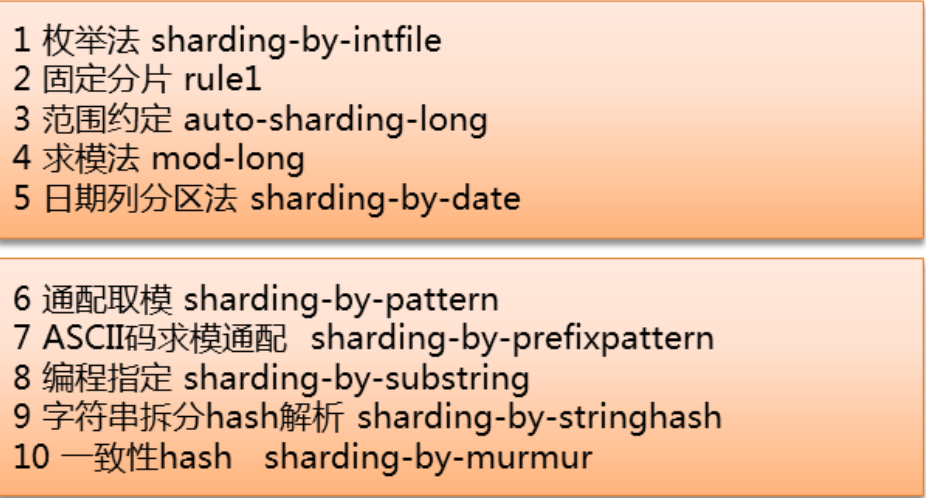 1 枚举法 sharding-by-intfile
2 固定分片 rule1
3 范围约定 auto-sharding-long
4 求模法 mod-long
5 日期列分区法 sharding-by-date
6 通配取模 sharding-by-pattern
7 ASCII码求模通配 sharding-by-prefixpattern
8 编程指定 sharding-by-substring
9 字符串拆分hash解析 sharding-by-stringhash
10 一致性hash sharding-by-murmur